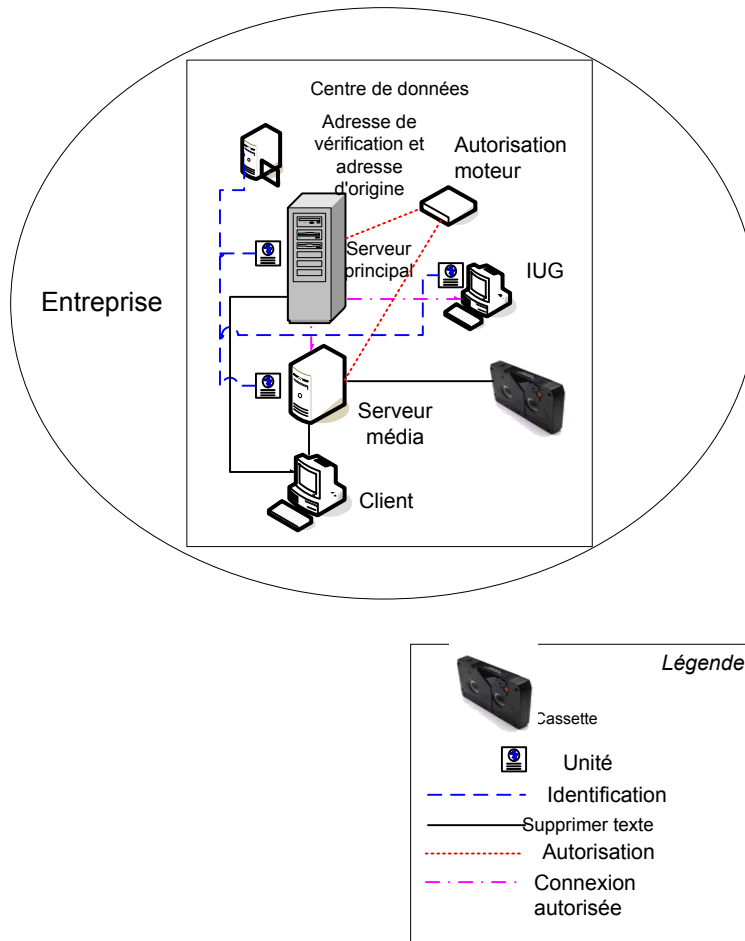 Centre de données
Adresse de
vérification et
adresse
d'origine
Autorisation
moteur
Serveur
principal
IUG
Entreprise
Serveur
média
Client
Légende
Cassette
Unité
Identification
Supprimer texte
Autorisation
Connexion
autorisée